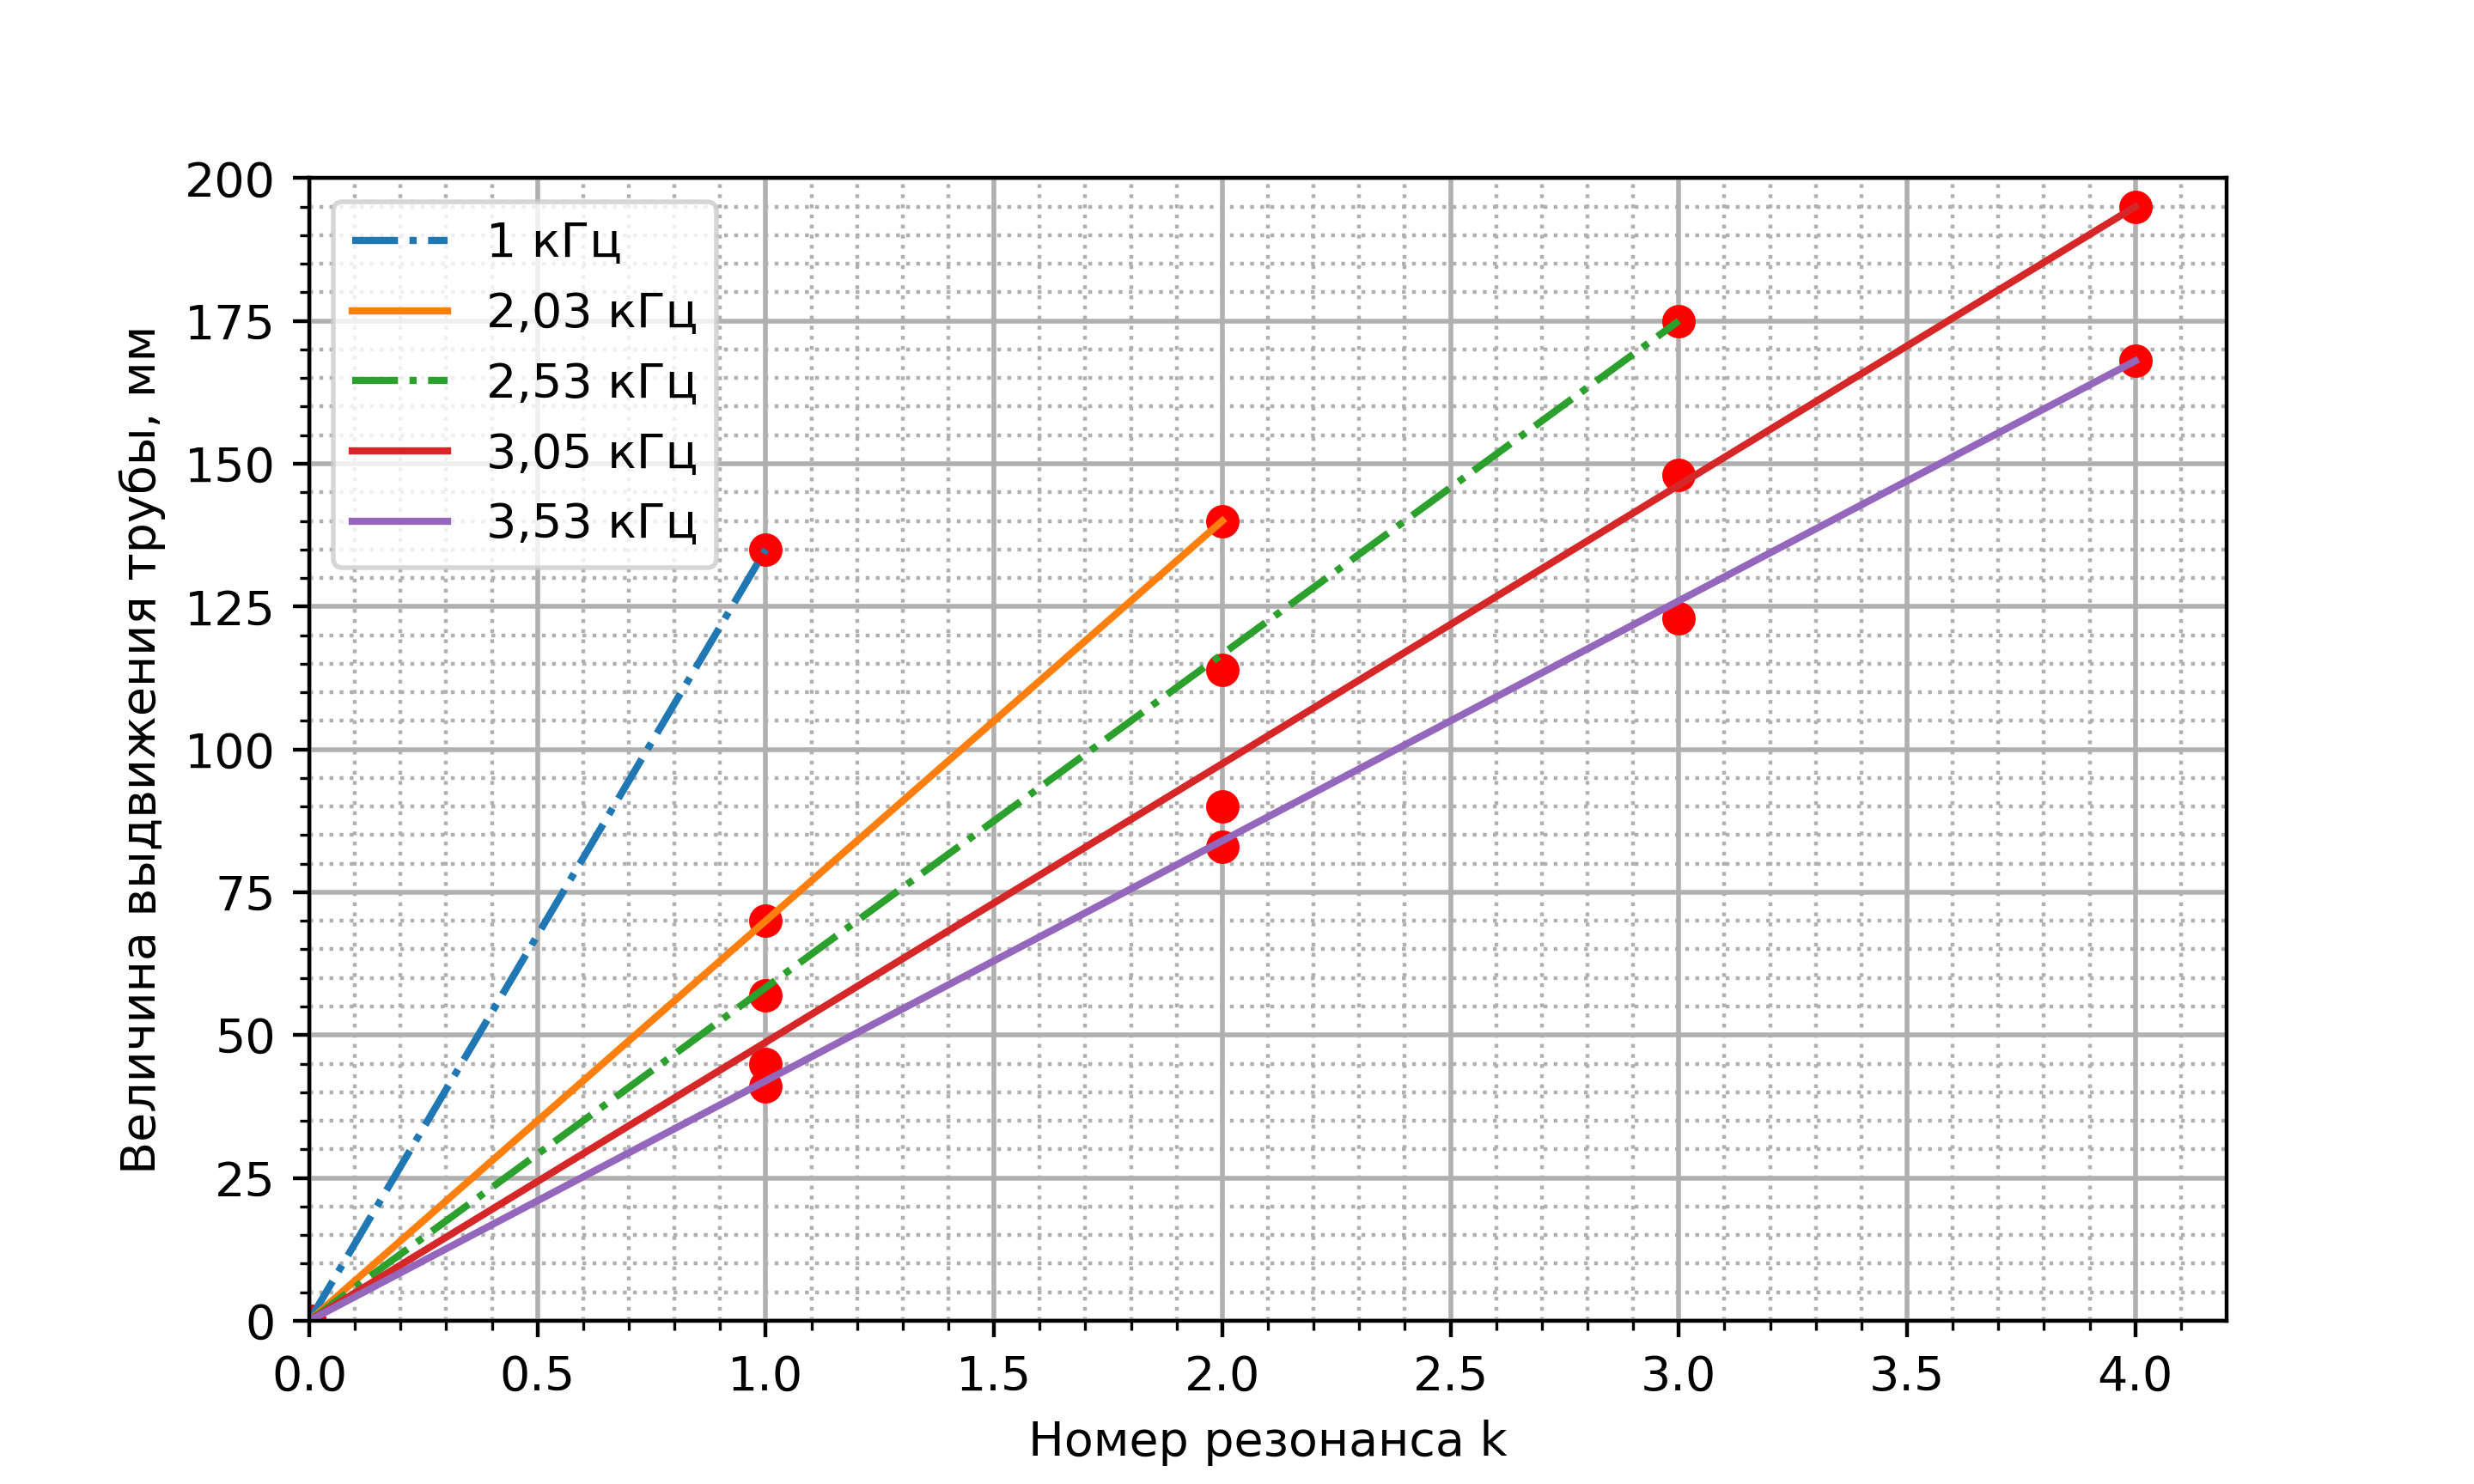 200
175
150
125
100
75
50
25
0
Величина выдвижения трубы, мм
1 кГц
2,03 кГц
2,53 кГц
3,05 кГц
3,53 кГц
0.0 0.5 1.0 1.5 2.0 2.5 3.0 3.5 4.0
Номер резонанса k